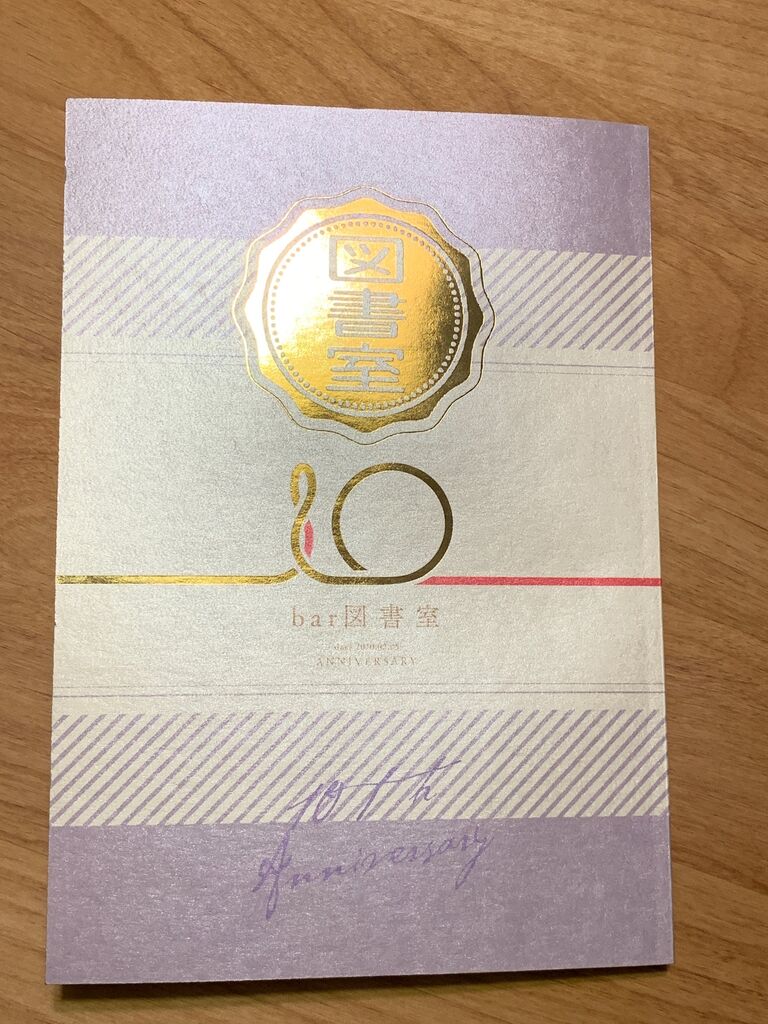 図書室
10
bar図書室
ANNIVERSARY
10th
Anniversary